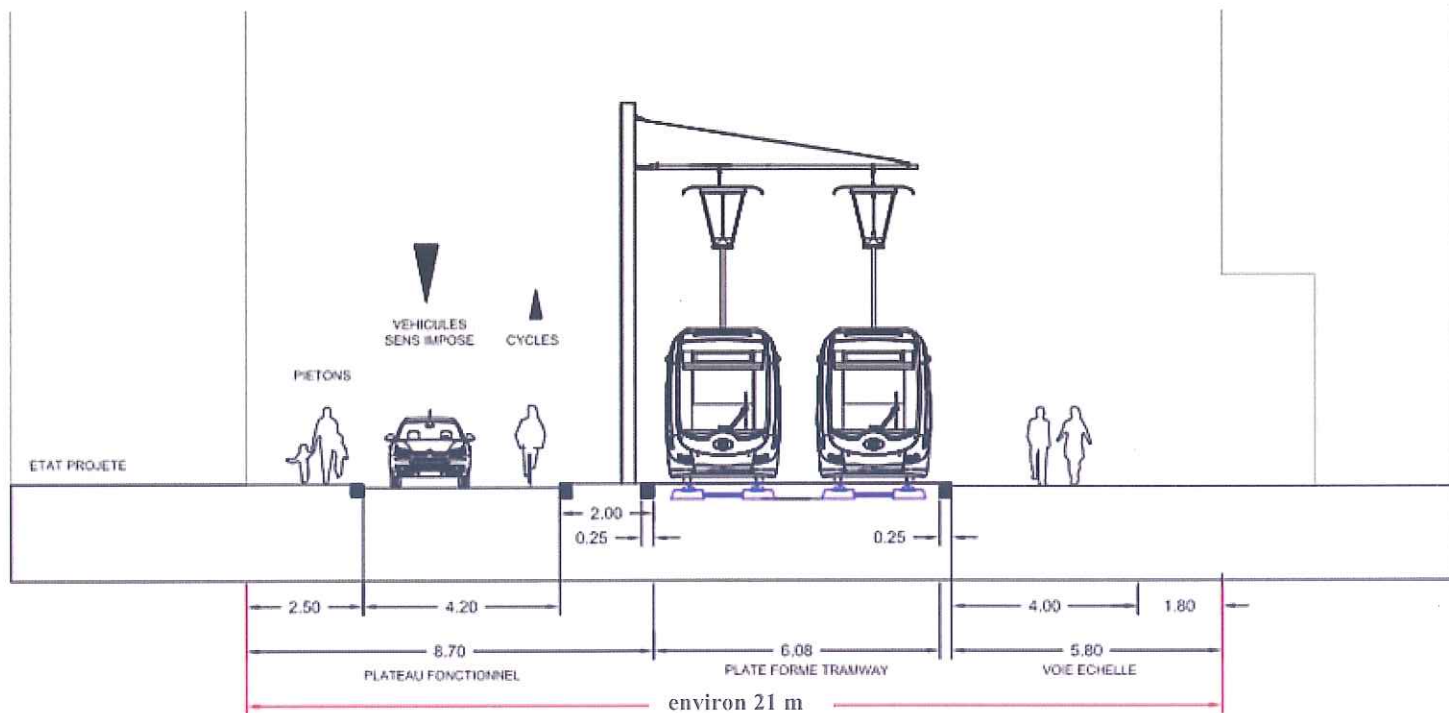 VEHICULES
SENS IMPOSE
CYCLES
PIETONS
ETAT PROJETE
2.00
0.25
0.25
2.50
4.20
4.00
1.80
8.70
6.08
5.80
PLATEAU FONCTIONNEL
PLATE FORME TRAMWAY
VOIE ECHELLE
environ 21 m